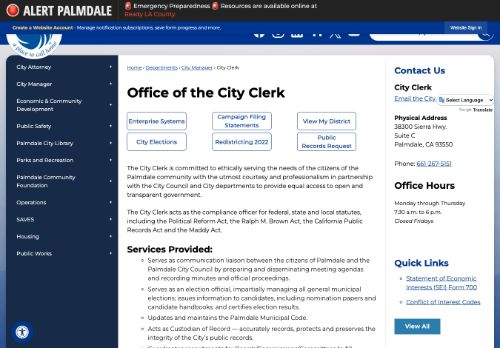 ALERT PALMDALE
🚨 Emergency Preparedness 🚨 Resources are available online at
Ready LA County.
Create a Website Account - Manage notification subscriptions, save form progress and more.
Website Sign In
a place to call home
City Attorney
City Manager
Economic & Community
Development
Public Safety
Palmdale City Library
Parks and Recreation
Palmdale Community
Foundation
Operations
SAVES
Housing
Public Works
Home › Departments › City Manager › City Clerk
Office of the City Clerk
Enterprise Systems
Campaign Filing
Statements
View My District
City Elections
Redistricting 2022
Public
Records Request
The City Clerk is committed to ethically serving the needs of the citizens of the
Palmdale community with the utmost courtesy and professionalism in partnership
with the City Council and City departments to provide equal access to open and
transparent government.
The City Clerk acts as the compliance officer for federal, state and local statutes,
including the Political Reform Act, the Ralph M. Brown Act, the California Public
Records Act and the Maddy Act.
Services Provided:
Serves as communication liaison between the citizens of Palmdale and the
Palmdale City Council by preparing and disseminating meeting agendas
and recording minutes and official proceedings.
Serves as an election official, impartially managing all general municipal
elections; issues information to candidates, including nomination papers and
candidate handbooks; and certifies election results.
Updates and maintains the Palmdale Municipal Code.
Acts as Custodian of Record — accurately records, protects and preserves the
integrity of the City's public records.
Contact Us
City Clerk
Email the City
Select Language
Google Translate
Physical Address
38300 Sierra Hwy.
Suite C
Palmdale, CA 93550
Phone: 661-267-5151
Office Hours
Monday through Thursday
7:30 a.m. to 6 p.m.
Closed Fridays
Quick Links
Statement of Economic
Interests (SEI) Form 700
Conflict of Interest Codes
View All